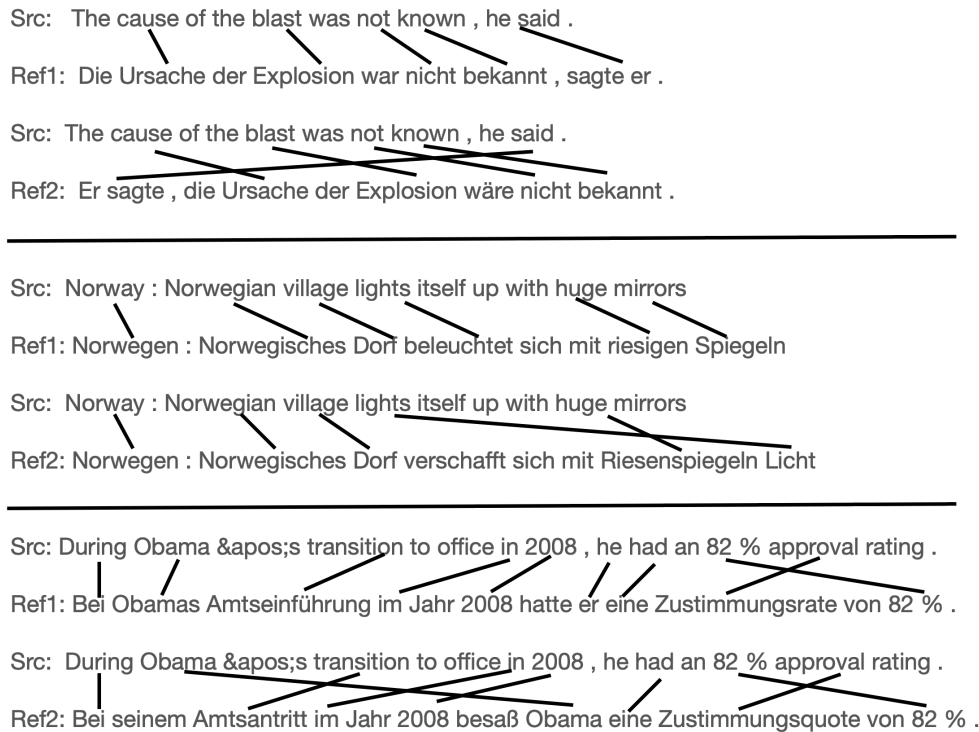 Src: The cause of the blast was not known , he said .
Ref1: Die Ursache der Explosion war nicht bekannt , sagte er .
Src: The cause of the blast was not known , he said .
Ref2: Er sagte , die Ursache der Explosion wäre nicht bekannt .
Src: Norway : Norwegian village lights itself up with huge mirrors
Ref1: Norwegen : Norwegisches Dorf beleuchtet sich mit riesigen Spiegeln
Src: Norway : Norwegian village lights itself up with huge mirrors
Ref2: Norwegen : Norwegisches Dorf verschafft sich mit Riesenspiegeln Licht
Src: During Obama &apos;s transition to office in 2008 , he had an 82 % approval rating .
Ref1: Bei Obamas Amtseinführung im Jahr 2008 hatte er eine Zustimmungsrate von 82 % .
Src: During Obama &apos;s transition to office in 2008 , he had an 82 % approval rating .
Ref2: Bei seinem Amtsantritt im Jahr 2008 besaß Obama eine Zustimmungsquote von 82 % .